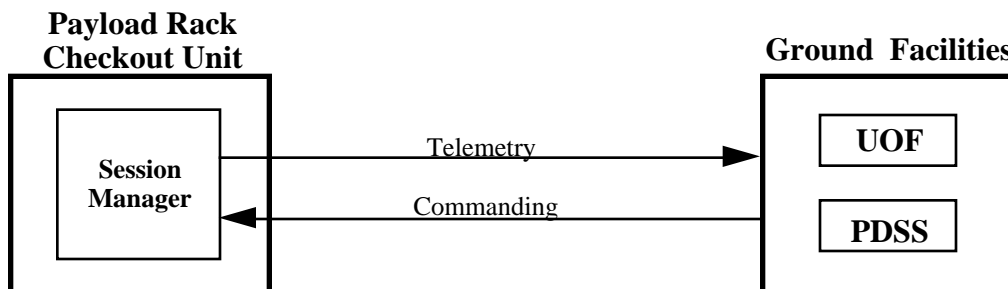 Payload Rack
Checkout Unit
Ground Facilities
Session
Manager
Telemetry
Commanding
UOF
PDSS